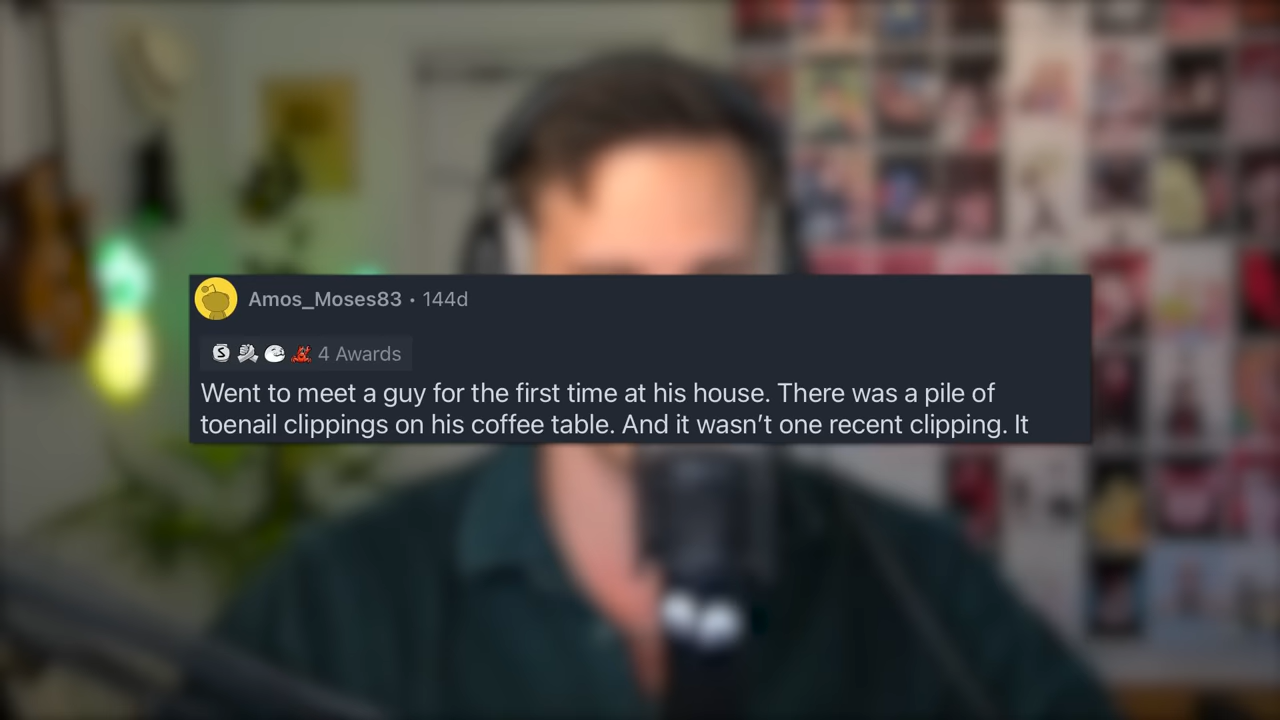 Amos_Moses83 • 144d
4 Awards
Went to meet a guy for the first time at his house. There was a pile of
toenail clippings on his coffee table. And it wasn’t one recent clipping. It